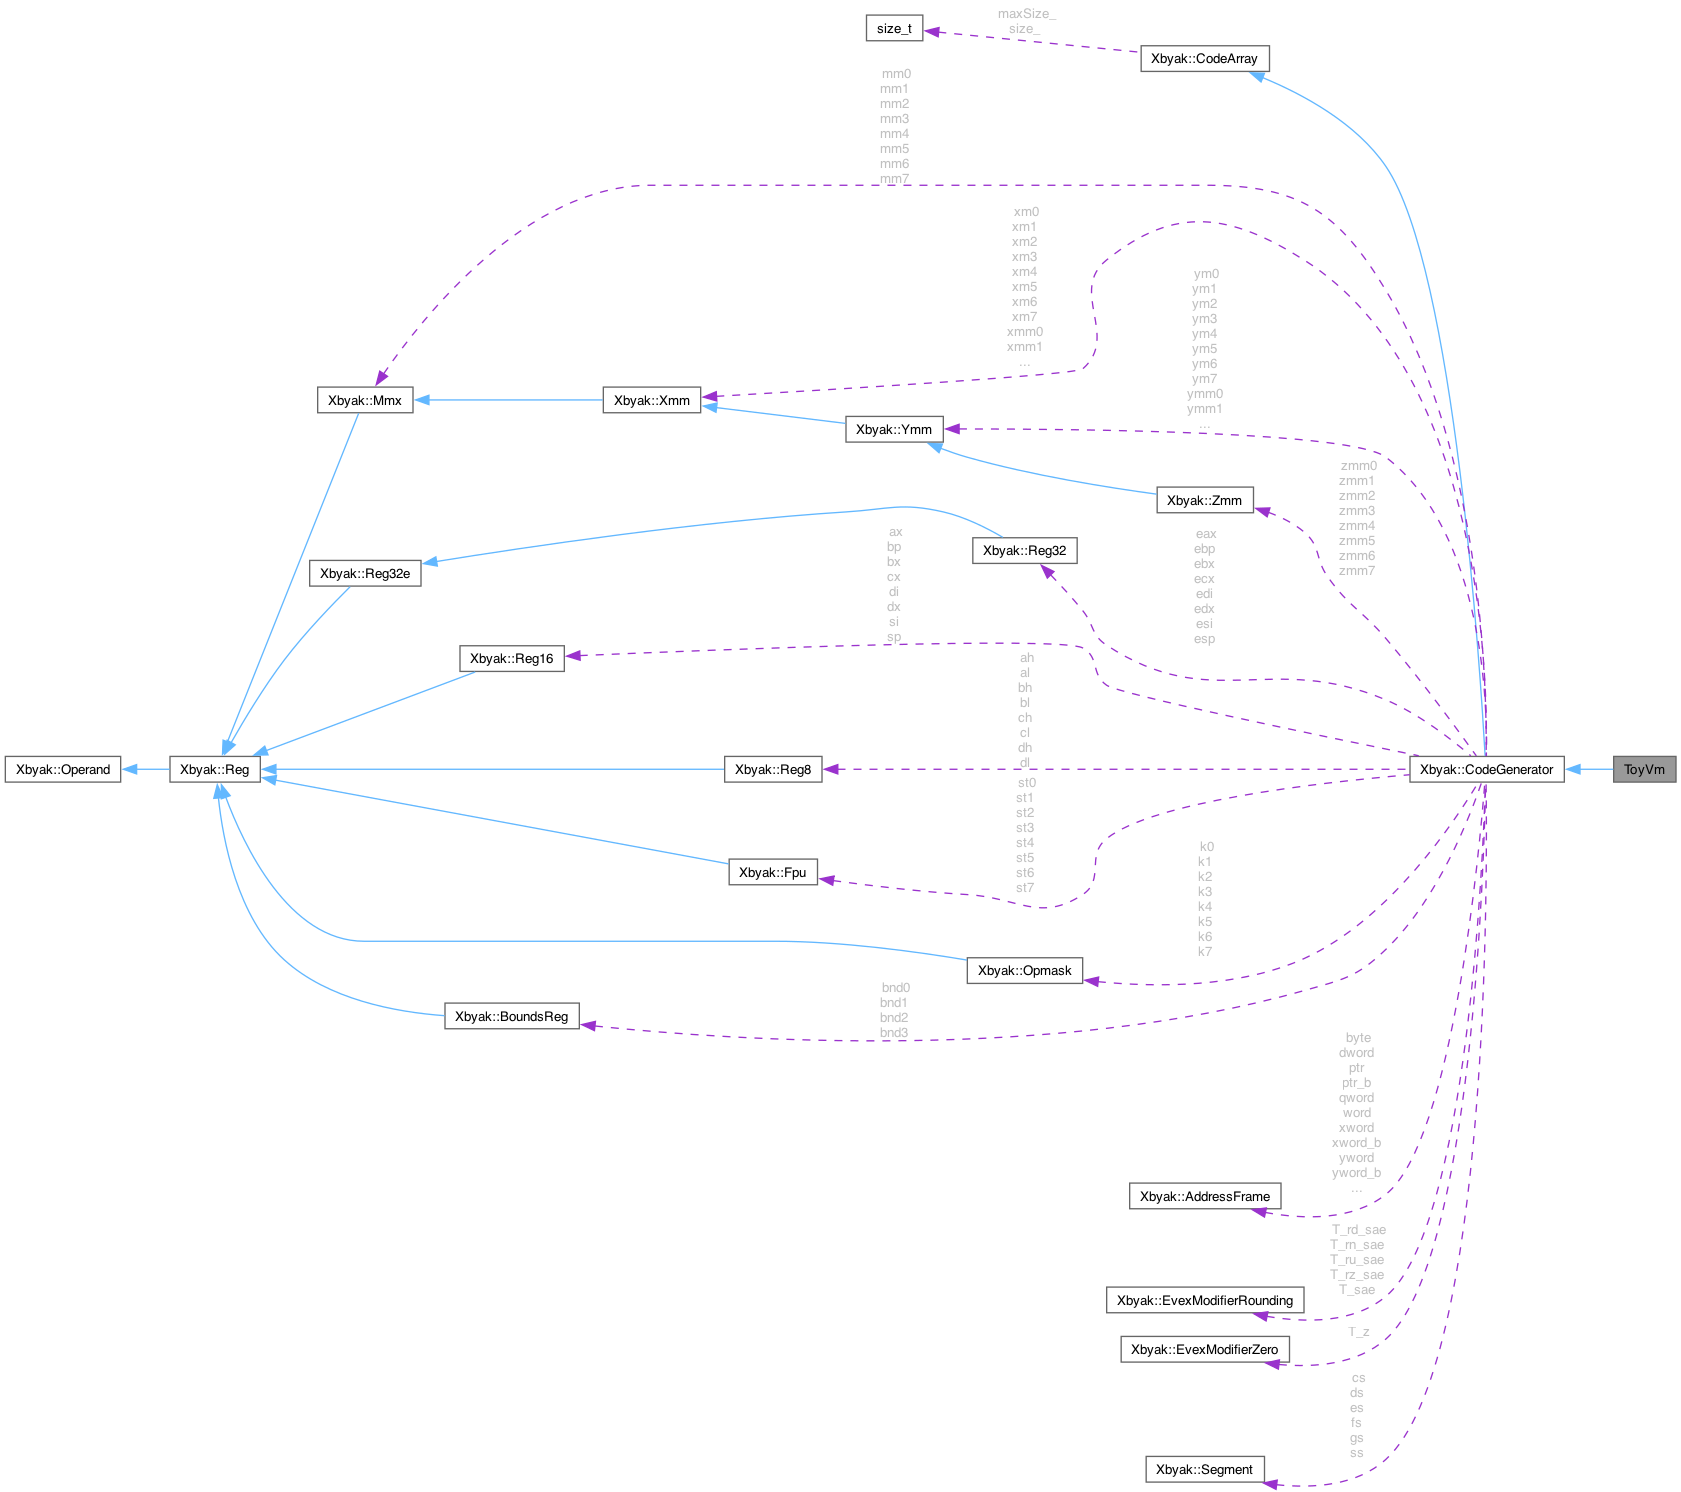 maxSize_
size_
size_t
Xbyak::CodeArray
mm0
mm1
mm2
mm3
mm4
mm5
mm6
mm7
xm0
xm1
xm2
xm3
xm4
xm5
xm6
xm7
xmm0
xmm1
...
ym0
ym1
ym2
ym3
ym4
ym5
ym6
ym7
ymm0
ymm1
...
Xbyak::Mmx
Xbyak::Xmm
Xbyak::Ymm
zmm0
zmm1
zmm2
zmm3
zmm4
zmm5
zmm6
zmm7
Xbyak::Zmm
ax
bp
bx
cx
di
dx
si
sp
eax
ebp
ebx
ecx
edi
edx
esi
esp
Xbyak::Reg32
Xbyak::Reg32e
Xbyak::Reg16
ah
al
bh
bl
ch
cl
dh
dl
Xbyak::Operand
Xbyak::Reg
Xbyak::Reg8
Xbyak::CodeGenerator
ToyVm
st0
st1
st2
st3
st4
st5
st6
st7
Xbyak::Fpu
k0
k1
k2
k3
k4
k5
k6
k7
Xbyak::Opmask
bnd0
bnd1
bnd2
bnd3
Xbyak::BoundsReg
byte
dword
ptr
ptr_b
qword
word
xword
xword_b
yword
yword_b
...
Xbyak::AddressFrame
T_rd_sae
T_rn_sae
T_ru_sae
T_rz_sae
T_sae
Xbyak::EvexModifierRounding
T_z
Xbyak::EvexModifierZero
cs
ds
es
fs
gs
ss
Xbyak::Segment